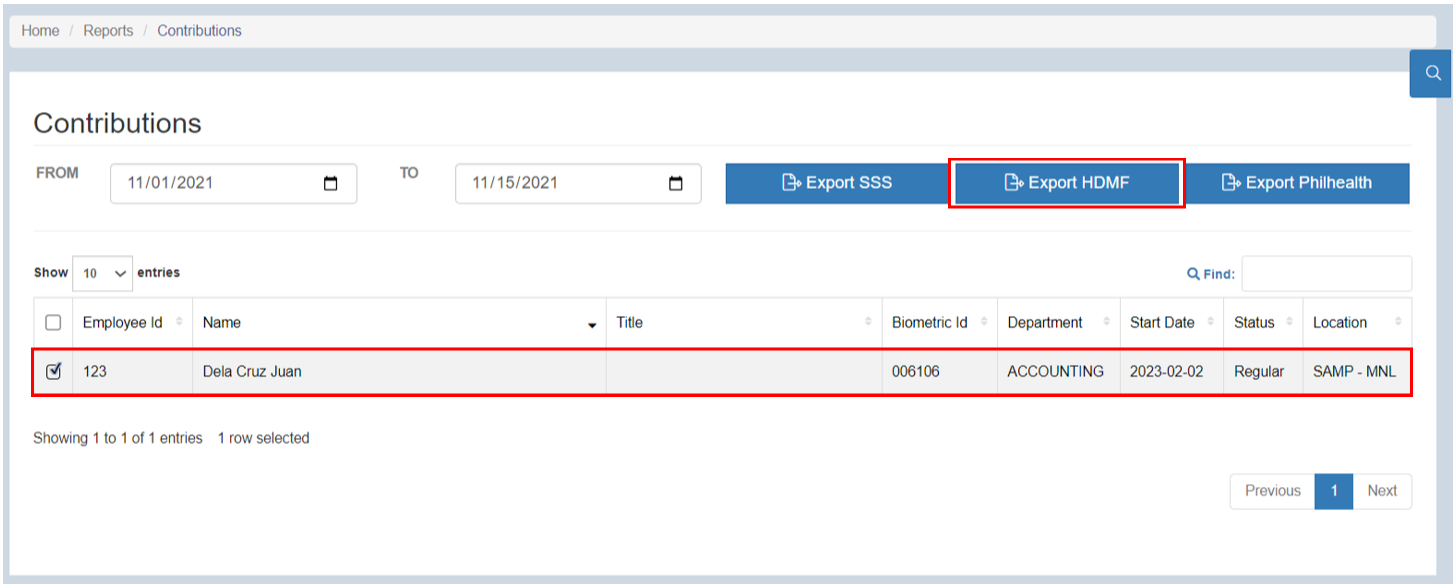 Home / Reports / Contributions
Contributions
FROM 11/01/2021 TO 11/15/2021 Export SSS Export HDMF Export Philhealth
Show 10 entries Find:
Employee Id Name Title Biometric Id Department Start Date Status Location
123 Dela Cruz Juan 006106 ACCOUNTING 2023-02-02 Regular SAMP - MNL
Showing 1 to 1 of 1 entries 1 row selected
Previous 1 Next